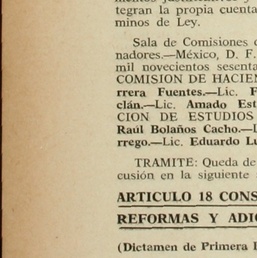 tegran la propia cuenta
minos de Ley.
Sala de Comisiones
nadores.—México, D. F.
mil novecientos sesenta
COMISION DE HACIEN
rrera Fuentes.—Lic. F
clán.—Lic. Amado Est
CION DE ESTUDIOS
Raúl Bolaños Cacho.—L
rrego.—Lic. Eduardo Lu
TRAMITE: Queda de
cusión en la siguiente
ARTICULO 18 CONS
REFORMAS Y ADIC
(Dictamen de Primera L